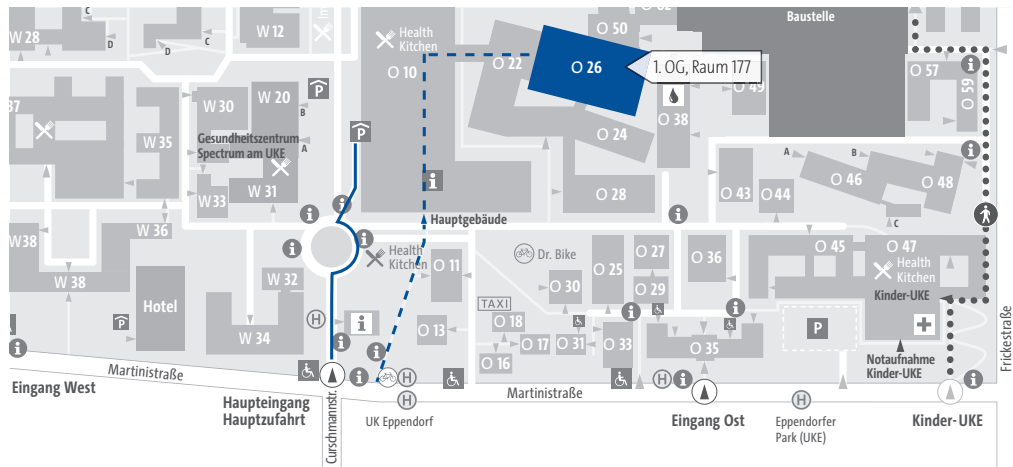 W 28
C
D
C
D
W 12
Health
Kitchen
O 10
O 22
O 50
O 26
1. OG, Raum 177
O 49
Baustelle
O 57
O 59
37
W 35
W 30
W 20
B
A
P
P
Gesundheitszentrum
Spectrum am UKE
W 33
W 31
O 24
O 38
O 28
O 43
O 44
A
B
O 46
O 48
C
W 38
W 36
W 38
Hotel
P
W 32
W 34
H
i
Hauptgebäude
Health
Kitchen
O 11
O 13
Dr. Bike
O 30
TAXI
O 18
O 16
O 17
O 31
O 25
O 27
O 29
O 33
O 36
O 35
O 45
O 47
Health
Kitchen
Kinder-UKE
P
Notaufnahme
Kinder-UKE
Frickestraße
Martinistraße
Martinistraße
Eingang West
Haupteingang
Hauptzufahrt
Curschmannstr.
H
H
UK Eppendorf
H
Eingang Ost
H
Eppendorfer
Park (UKE)
Kinder-UKE